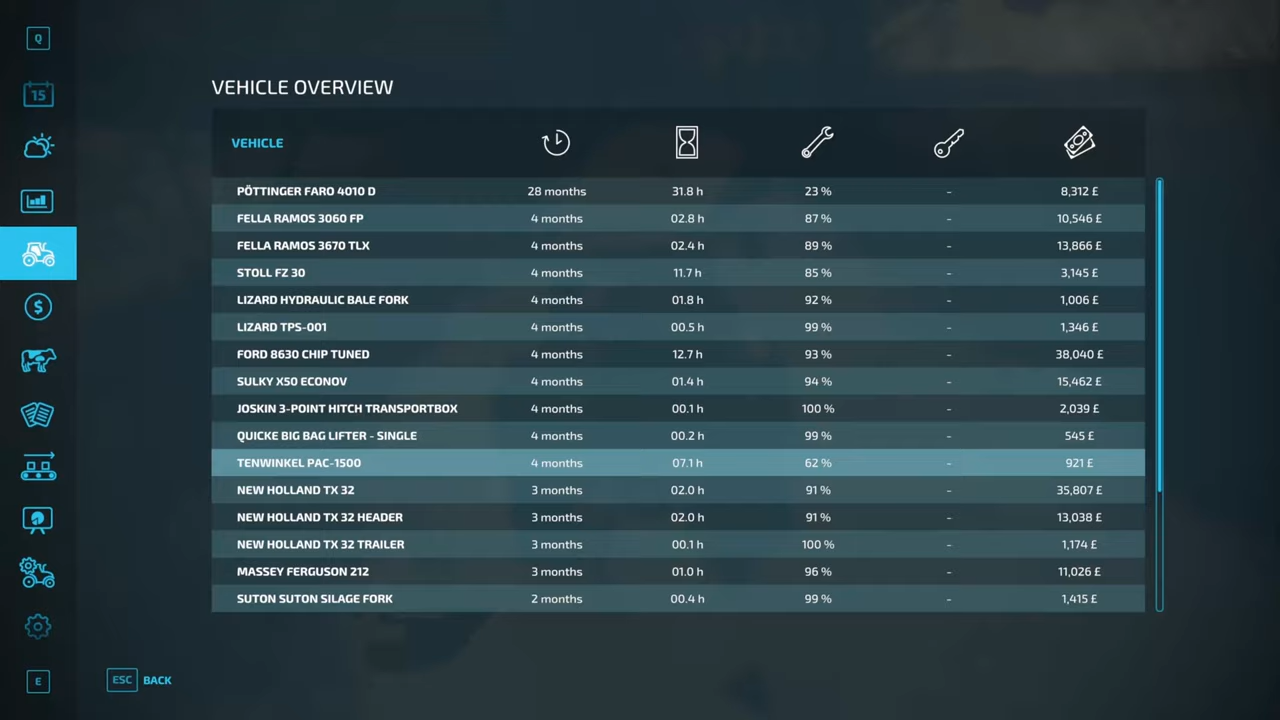 Q
15
VEHICLE OVERVIEW
VEHICLE
PÖTTINGER FARO 4010 D 28 months 31.8 h 23 % - 8,312 £
FELLA RAMOS 3060 FP 4 months 02.8 h 87 % - 10,546 £
FELLA RAMOS 3670 TLX 4 months 02.4 h 89 % - 13,866 £
STOLL FZ 30 4 months 11.7 h 85 % - 3,145 £
LIZARD HYDRAULIC BALE FORK 4 months 01.8 h 92 % - 1,006 £
LIZARD TPS-001 4 months 00.5 h 99 % - 1,346 £
FORD 8630 CHIP TUNED 4 months 12.7 h 93 % - 38,040 £
SULKY X50 ECONOV 4 months 01.4 h 94 % - 15,462 £
JOSKIN 3-POINT HITCH TRANSPORTBOX 4 months 00.1 h 100 % - 2,039 £
QUICKE BIG BAG LIFTER - SINGLE 4 months 00.2 h 99 % - 545 £
TENWINKEL PAC-1500 4 months 07.1 h 62 % - 921 £
NEW HOLLAND TX 32 3 months 02.0 h 91 % - 35,807 £
NEW HOLLAND TX 32 HEADER 3 months 02.0 h 91 % - 13,038 £
NEW HOLLAND TX 32 TRAILER 3 months 00.1 h 100 % - 1,174 £
MASSEY FERGUSON 212 3 months 01.0 h 96 % - 11,026 £
SUTON SUTON SILAGE FORK 2 months 00.4 h 99 % - 1,415 £
E
ESC BACK